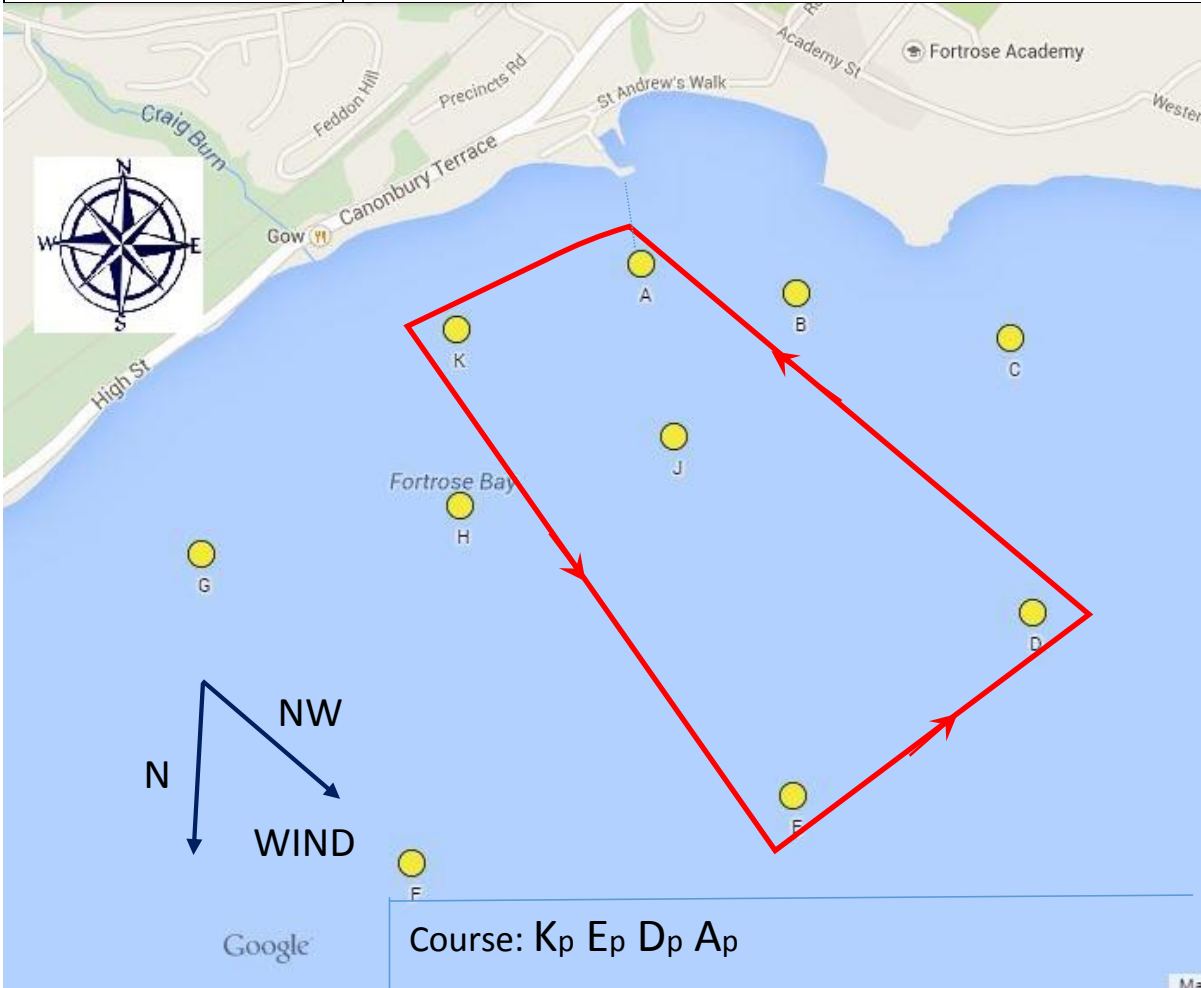 Academy St
Fortrose Academy
Precincts Rd
St Andrew's Walk
Feddon Hill
Craig Burn
Canonbury Terrace
Gow
N
W
E
S
A
B
K
C
High St
J
Fortrose Bay
H
G
D
NW
N
WIND
E
F
Google
Course: Kp Ep Dp Ap